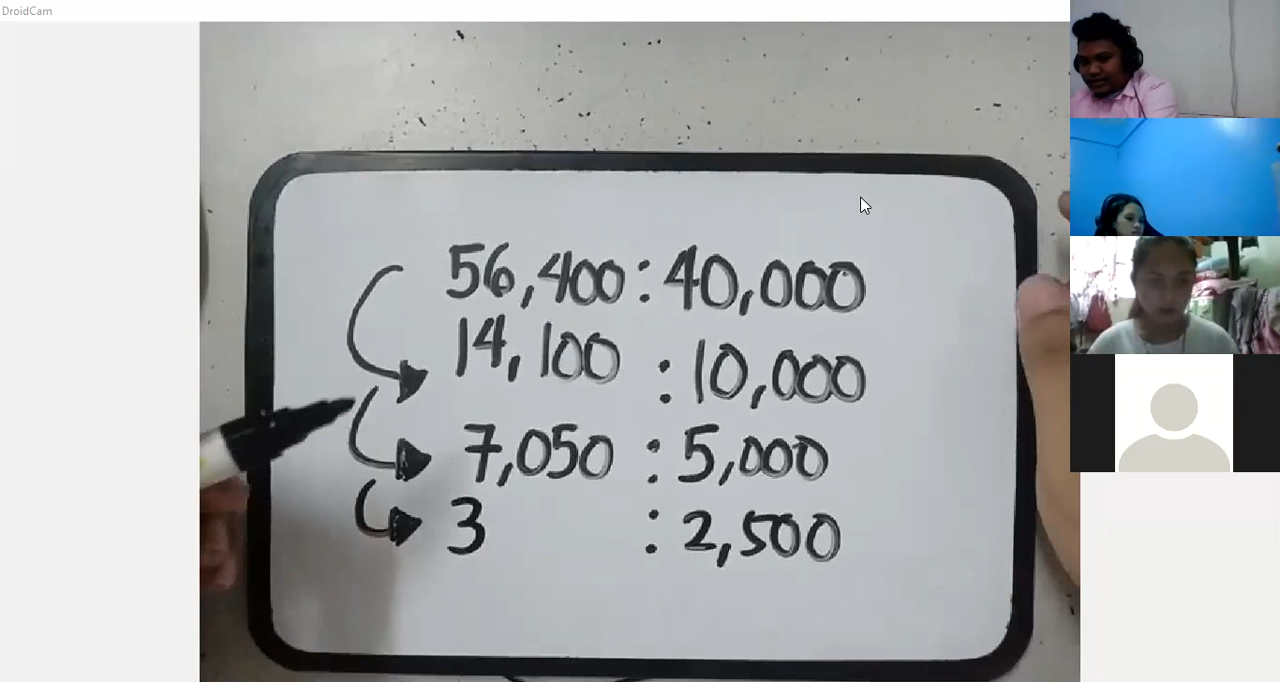 DroidCam
56,400 : 40,000
14,100 : 10,000
7,050 : 5,000
3 : 2,500